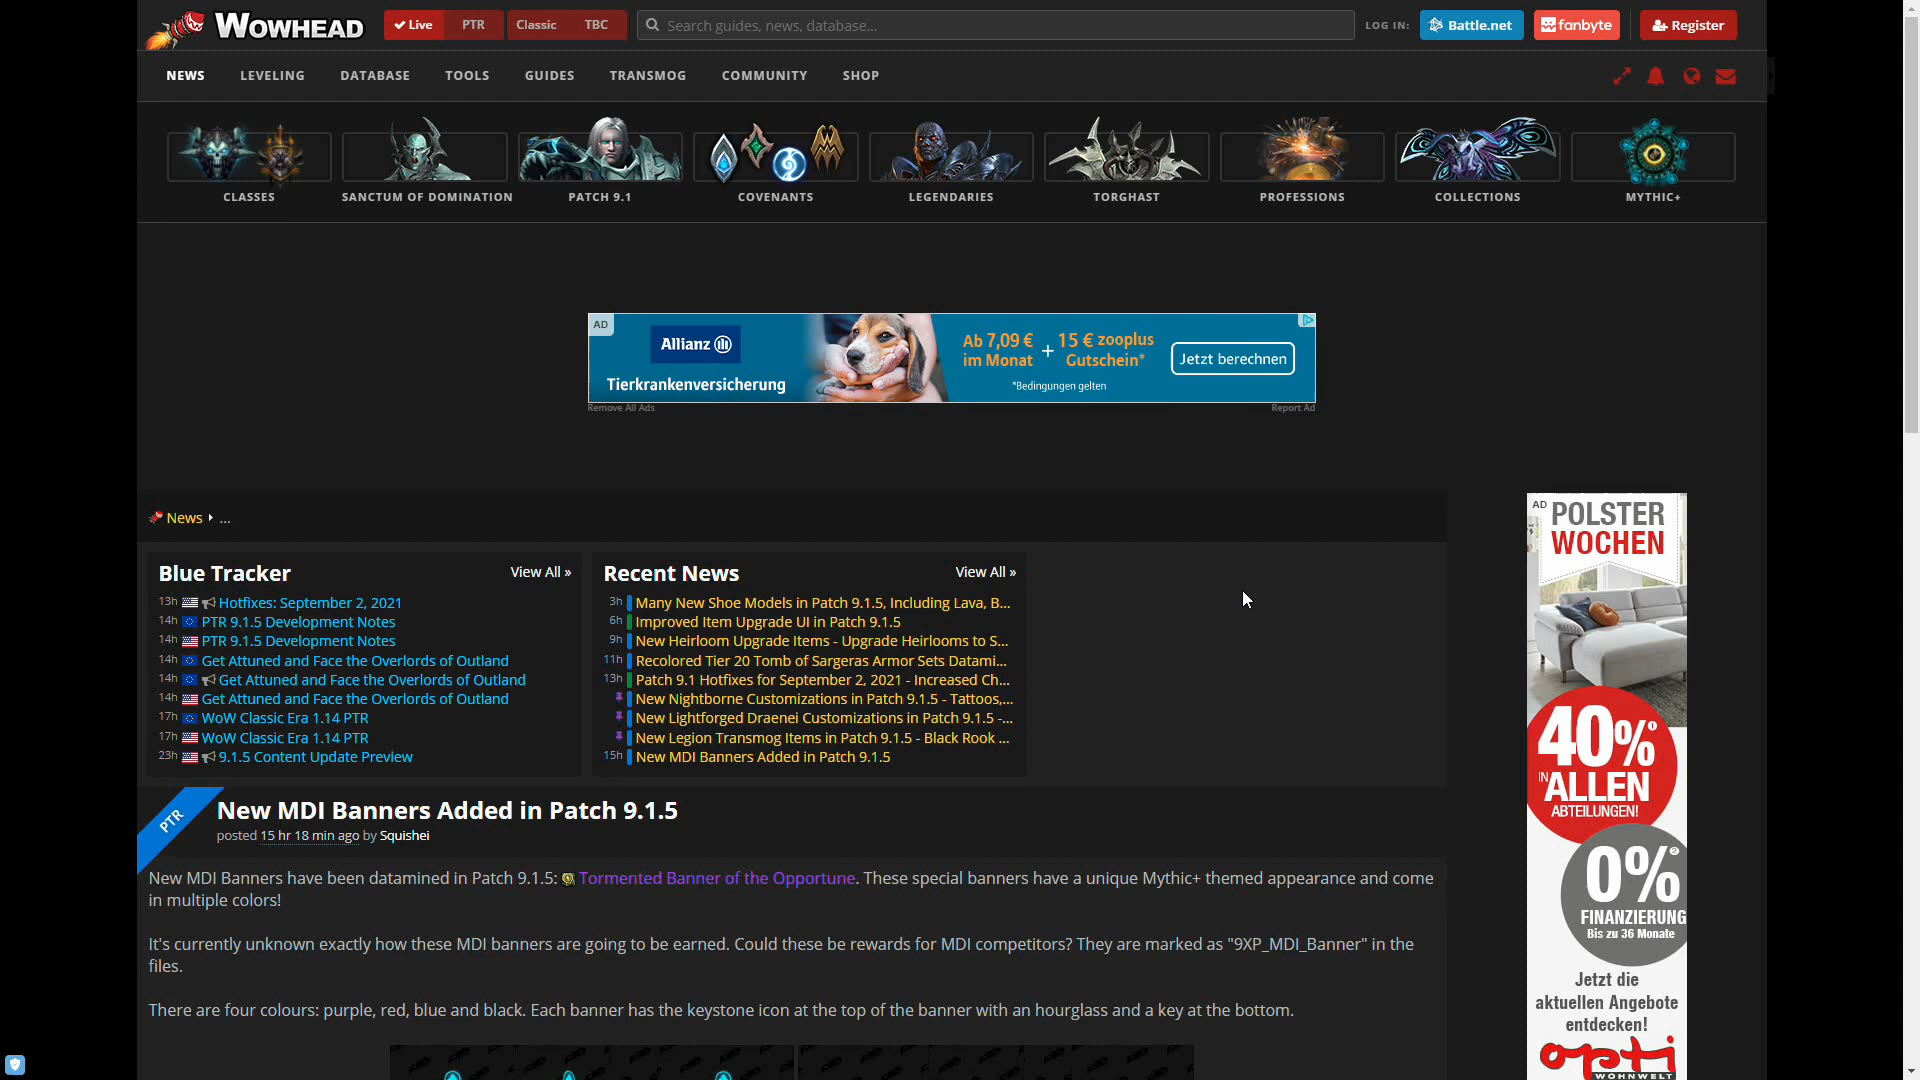 WOWHEAD
Live
PTR
Classic
TBC
Search guides, news, database...
LOG IN:
Battle.net
fanbyte
Register
NEWS
LEVELING
DATABASE
TOOLS
GUIDES
TRANSMOG
COMMUNITY
SHOP
CLASSES
SANCTUM OF DOMINATION
PATCH 9.1
COVENANTS
LEGENDARIES
TORGHAST
PROFESSIONS
COLLECTIONS
MYTHIC+
AD
Allianz
Tierkrankenversicherung
Ab 7,09 €
im Monat
+
15 € zooplus
Gutschein*
*Bedingungen gelten
Jetzt berechnen
Remove All Ads
Report Ad
News ...
Blue Tracker
View All »
13h Hotfixes: September 2, 2021
14h PTR 9.1.5 Development Notes
14h PTR 9.1.5 Development Notes
14h Get Attuned and Face the Overlords of Outland
14h Get Attuned and Face the Overlords of Outland
14h Get Attuned and Face the Overlords of Outland
17h WoW Classic Era 1.14 PTR
17h WoW Classic Era 1.14 PTR
23h 9.1.5 Content Update Preview
Recent News
View All »
3h Many New Shoe Models in Patch 9.1.5, Including Lava, B...
6h Improved Item Upgrade UI in Patch 9.1.5
9h New Heirloom Upgrade Items - Upgrade Heirlooms to S...
11h Recolored Tier 20 Tomb of Sargeras Armor Sets Datami...
13h Patch 9.1 Hotfixes for September 2, 2021 - Increased Ch...
New Nightborne Customizations in Patch 9.1.5 - Tattoos,...
New Lightforged Draenei Customizations in Patch 9.1.5 -...
New Legion Transmog Items in Patch 9.1.5 - Black Rook ...
15h New MDI Banners Added in Patch 9.1.5
PTR
New MDI Banners Added in Patch 9.1.5
posted 15 hr 18 min ago by Squishei
New MDI Banners have been datamined in Patch 9.1.5: Tormented Banner of the Opportune. These special banners have a unique Mythic+ themed appearance and come
in multiple colors!
It's currently unknown exactly how these MDI banners are going to be earned. Could these be rewards for MDI competitors? They are marked as "9XP_MDI_Banner" in the
files.
There are four colours: purple, red, blue and black. Each banner has the keystone icon at the top of the banner with an hourglass and a key at the bottom.
AD
POLSTER
WOCHEN
40%
IN ALLEN
ABTEILUNGEN!
0%
FINANZIERUNG
Bis zu 36 Monate
Jetzt die
aktuellen Angebote
entdecken!
opti
WOHNWELT